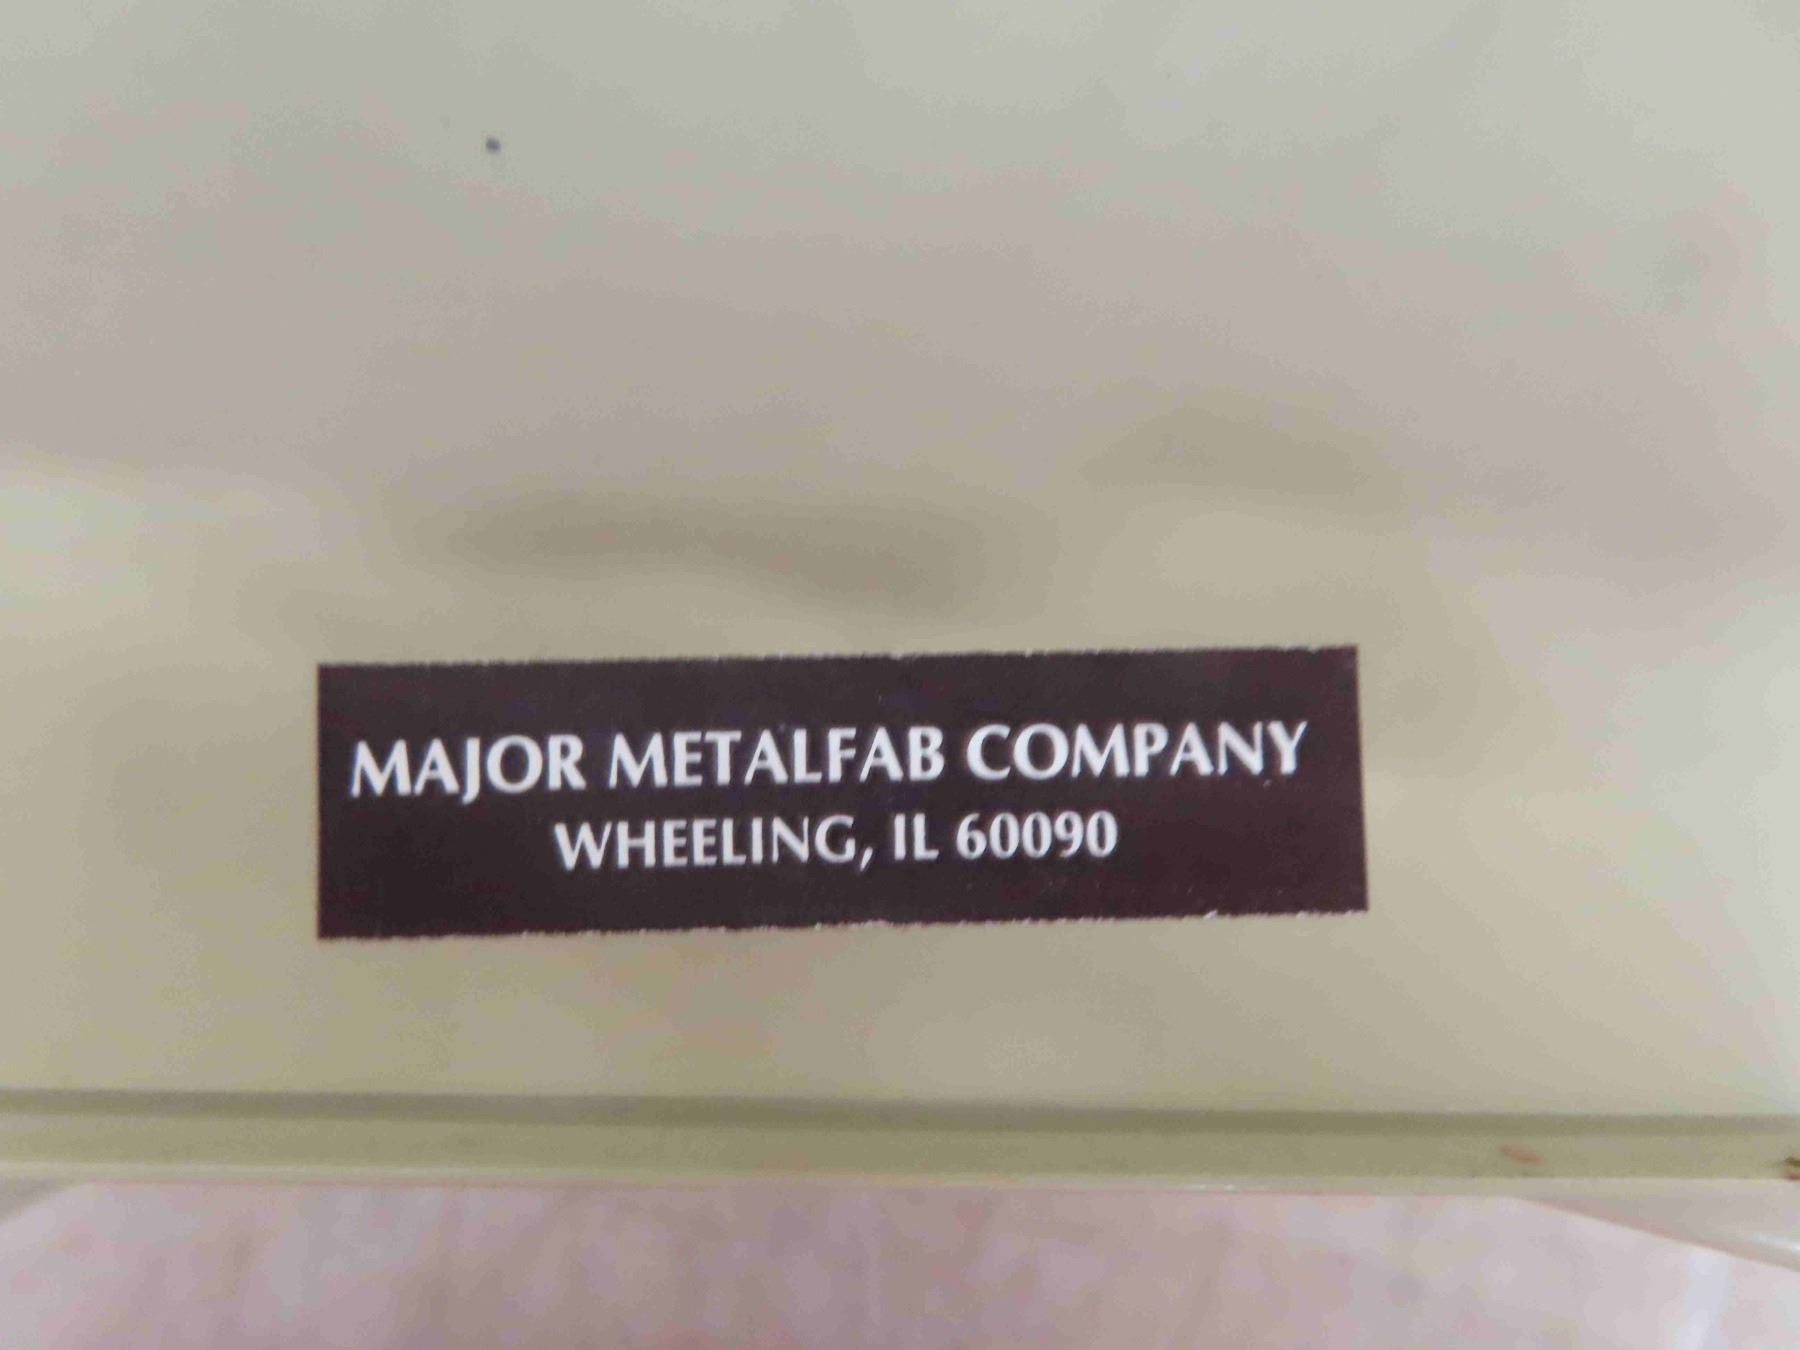 MAJOR METALFAB COMPANY
WHEELING, IL 60090